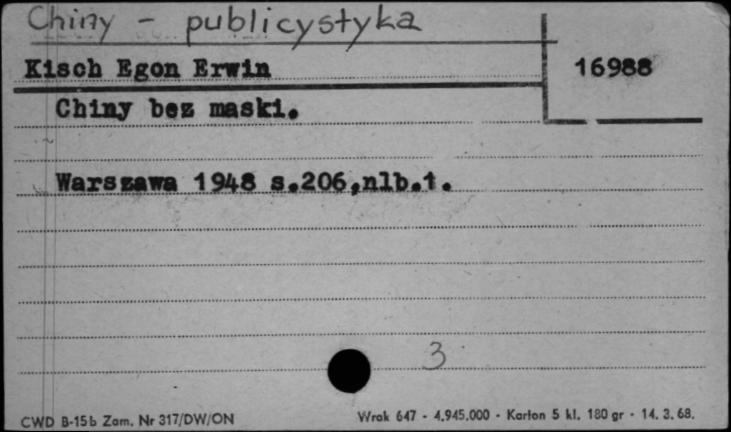 Chiny - publicystyka
Kisch Egon Erwin
16988
Chiny bez maski.
Warszawa 1948 s.206,nlb.1.
3
CWD B-15b Zam. Nr 317/DW/ON
Wrak 647 - 4.945.000 - Karton 5 kl. 180 gr - 14. 3. 68.